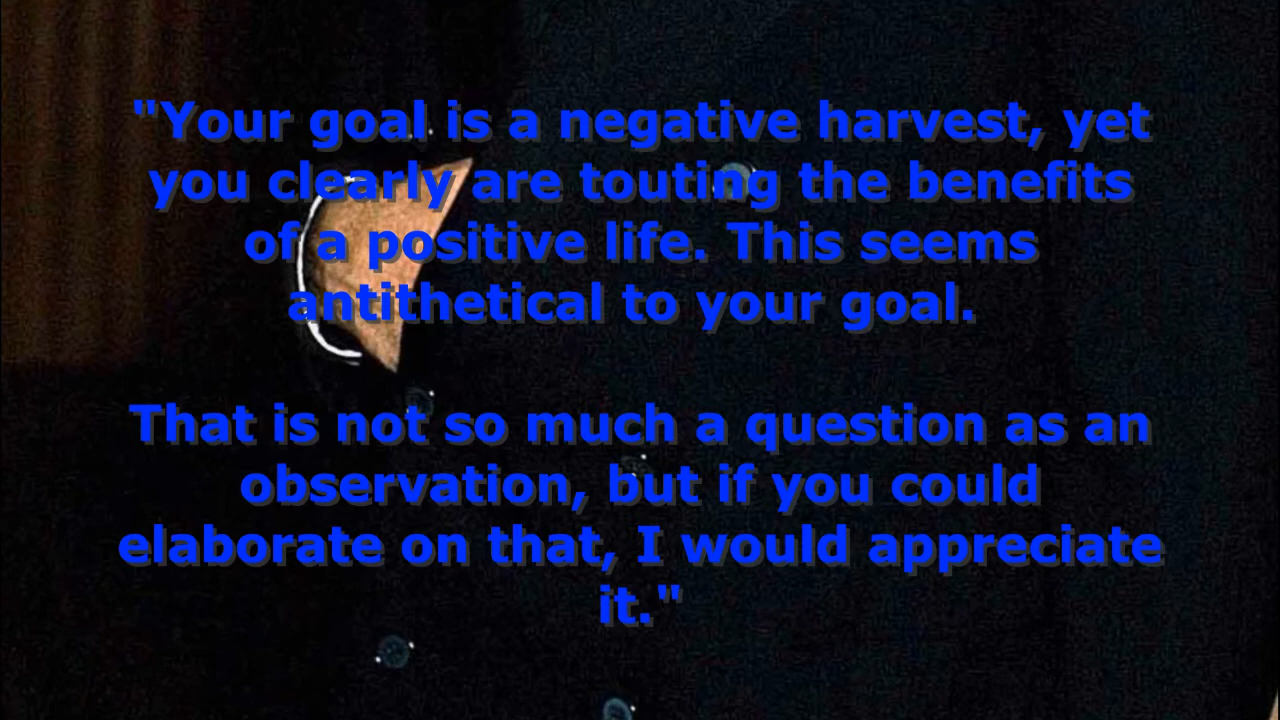 "Your goal is a negative harvest, yet
you clearly are touting the benefits
of a positive life. This seems
antithetical to your goal.
That is not so much a question as an
observation, but if you could
elaborate on that, I would appreciate
it."